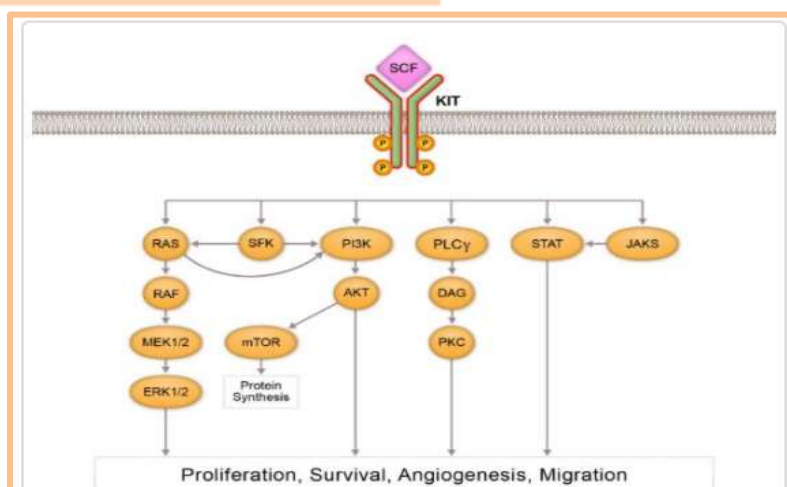 SCF
KIT
P P
P P
RAS SFK PI3K PLCγ STAT JAKS
RAF AKT DAG
MEK1/2 mTOR PKC
ERK1/2 Protein
Synthesis
Proliferation, Survival, Angiogenesis, Migration